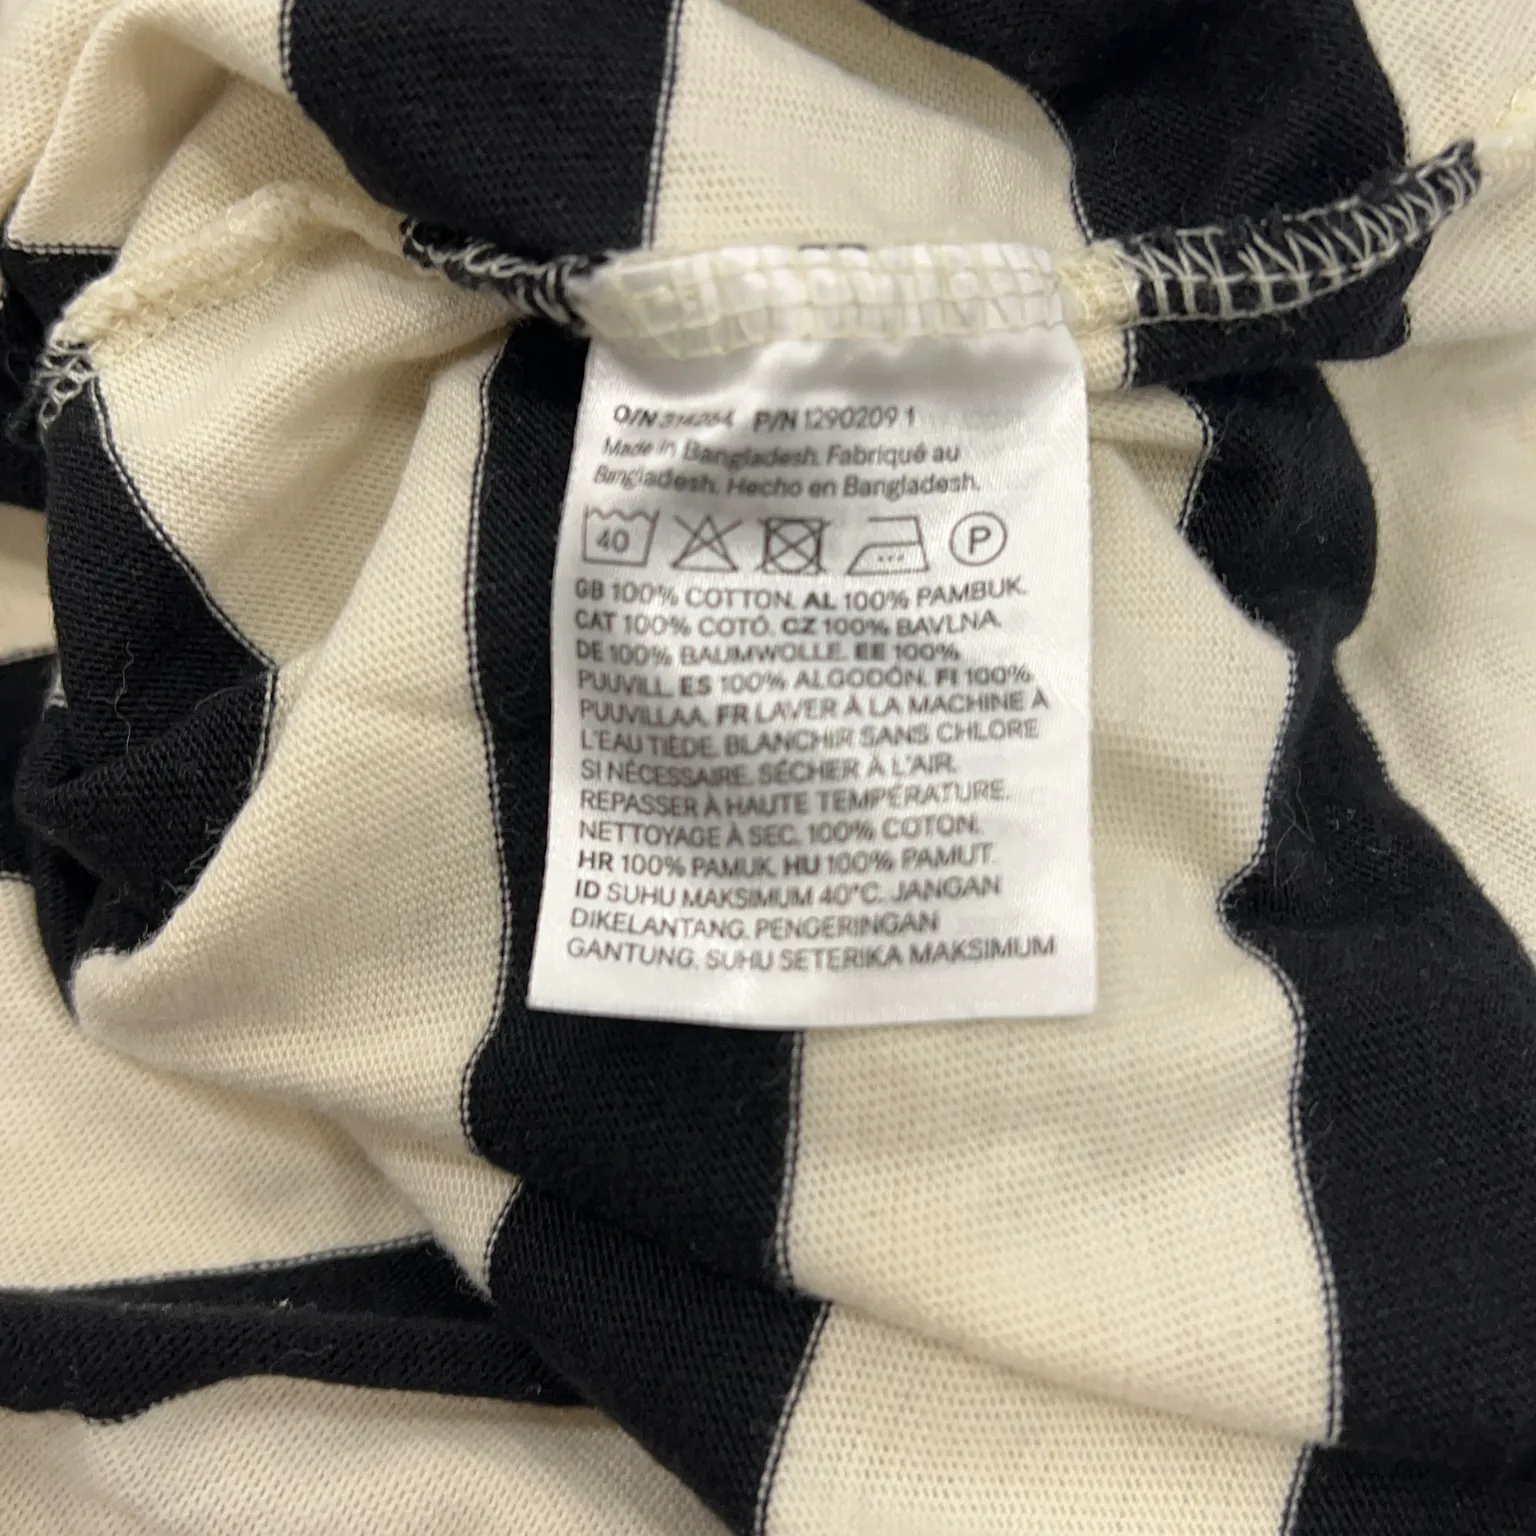 O/N 314264 P/N 1290209 1
Made in Bangladesh. Fabriqué au
Bangladesh. Hecho en Bangladesh.
40 P
GB 100% COTTON. AL 100% PAMBUK.
CAT 100% COTÓ. CZ 100% BAVLNA.
DE 100% BAUMWOLLE. EE 100%
PUUVILL. ES 100% ALGODÓN. FI 100%
PUUVILLAA. FR LAVER À LA MACHINE À
L'EAU TIÈDE. BLANCHIR SANS CHLORE
SI NÉCESSAIRE. SÉCHER À L'AIR.
REPASSER À HAUTE TEMPÉRATURE.
NETTOYAGE À SEC. 100% COTON.
HR 100% PAMUK. HU 100% PAMUT.
ID SUHU MAKSIMUM 40°C. JANGAN
DIKELANTANG. PENGERINGAN
GANTUNG. SUHU SETERIKA MAKSIMUM